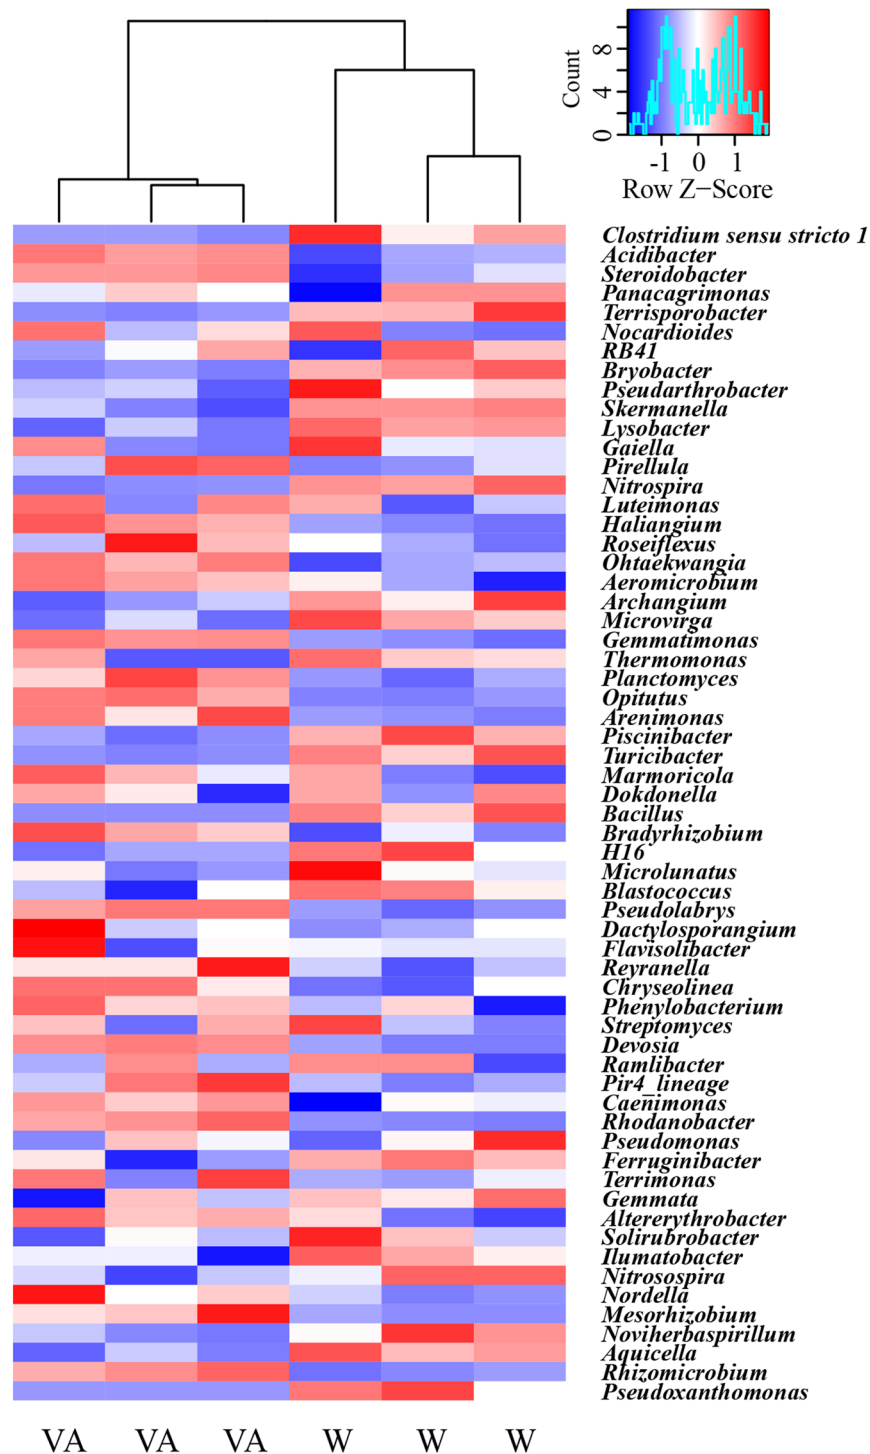 Count
0 4 8
-1 0 1
Row Z-Score
Clostridium sensu stricto 1
Acidibacter
Steroidobacter
Panacagrimonas
Terrisporobacter
Nocardioides
RB41
Bryobacter
Pseudarthrobacter
Skermanella
Lysobacter
Gaiella
Pirellula
Nitrospira
Luteimonas
Haliangium
Roseiflexus
Ohtaekwangia
Aeromicrobium
Archangium
Microvirga
Gemmatimonas
Thermomonas
Planctomyces
Opitutus
Arenimonas
Piscinibacter
Turicibacter
Marmoricola
Dokdonella
Bacillus
Bradyrhizobium
H16
Microlunatus
Blastococcus
Pseudolabrys
Dactylosporangium
Flavisolibacter
Reyranella
Chryseolinea
Phenylobacterium
Streptomyces
Devosia
Ramlibacter
Pir4_lineage
Caenimonas
Rhodanobacter
Pseudomonas
Ferruginibacter
Terrimonas
Gemmata
Altererythrobacter
Solirubrobacter
Ilumatobacter
Nitrosospira
Nordella
Mesorhizobium
Noviherbaspirillum
Aquicella
Rhizomicrobium
Pseudoxanthomonas
VA VA VA W W W